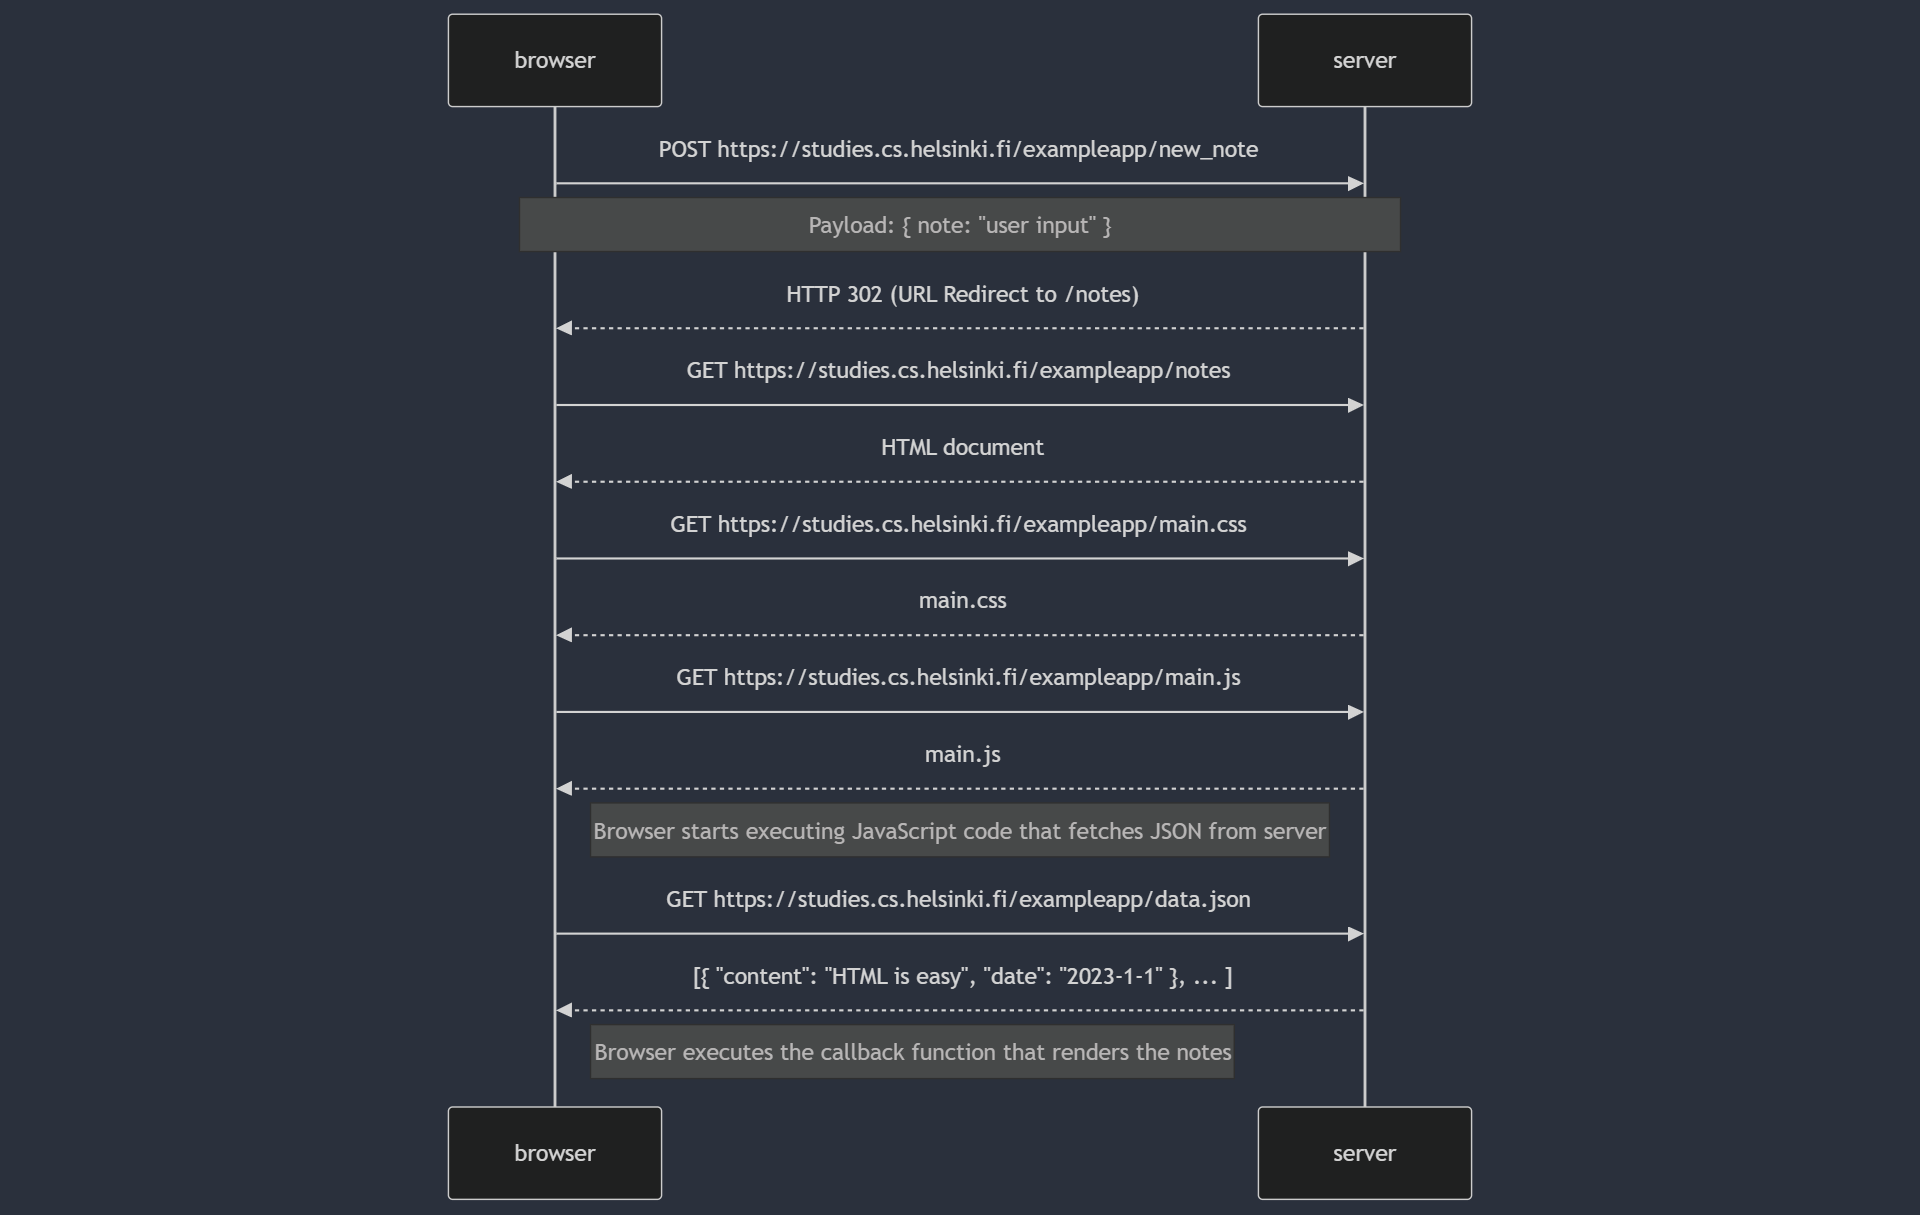 browser
server
POST https://studies.cs.helsinki.fi/exampleapp/new_note
Payload: { note: "user input" }
HTTP 302 (URL Redirect to /notes)
GET https://studies.cs.helsinki.fi/exampleapp/notes
HTML document
GET https://studies.cs.helsinki.fi/exampleapp/main.css
main.css
GET https://studies.cs.helsinki.fi/exampleapp/main.js
main.js
Browser starts executing JavaScript code that fetches JSON from server
GET https://studies.cs.helsinki.fi/exampleapp/data.json
[{ "content": "HTML is easy", "date": "2023-1-1" }, ... ]
Browser executes the callback function that renders the notes
browser
server